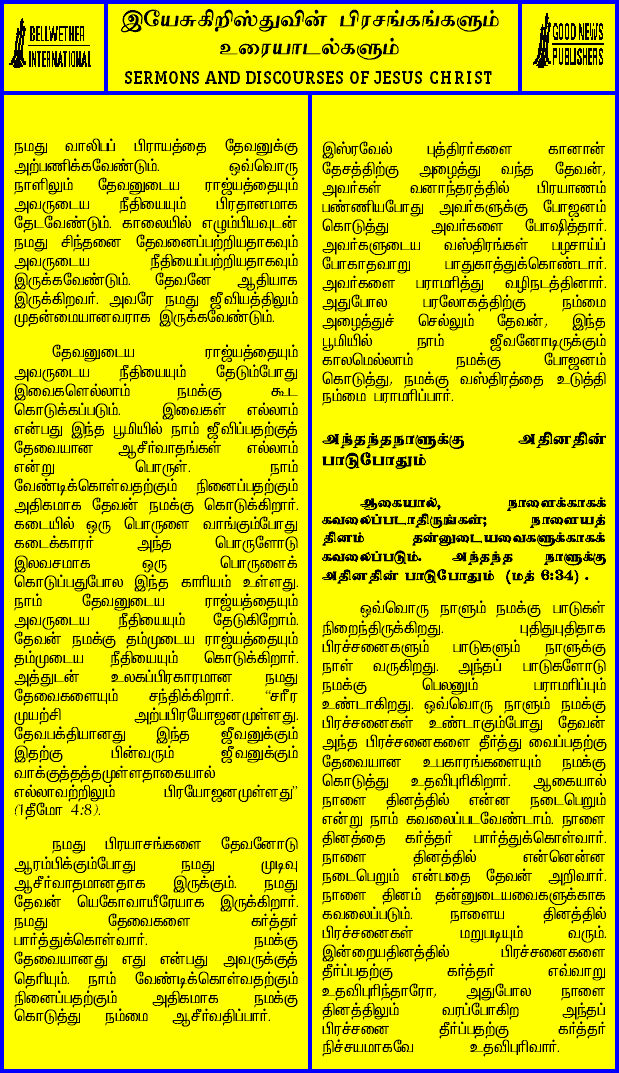 BELLWETHER
INTERNATIONAL
இயேசுகிறிஸ்துவின் பிரசங்கங்களும்
உரையாடல்களும்
SERMONS AND DISCOURSES OF JESUS CHRIST
GOOD NEWS
PUBLISHERS
நமது வாலிபப் பிராயத்தை தேவனுக்கு
அற்பணிக்கவேண்டும். ஒவ்வொரு
நாளிலும் தேவனுடைய ராஜ்யத்தையும்
அவருடைய நீதியையும் பிரதானமாக
தேடவேண்டும். காலையில் எழும்பியவுடன்
நமது சிந்தனை தேவனைப்பற்றியதாகவும்
அவருடைய நீதியைப்பற்றியதாகவும்
இருக்கவேண்டும். தேவனே ஆதியாக
இருக்கிறவர். அவரே நமது ஜீவியத்திலும்
முதன்மையானவராக இருக்கவேண்டும்.
தேவனுடைய ராஜ்யத்தையும்
அவருடைய நீதியையும் தேடும்போது
இவைகளெல்லாம் நமக்கு கூட
கொடுக்கப்படும். இவைகள் எல்லாம்
என்பது இந்த பூமியில் நாம் ஜீவிப்பதற்குத்
தேவையான ஆசீர்வாதங்கள் எல்லாம்
என்று பொருள். நாம்
வேண்டிக்கொள்வதற்கும் நினைப்பதற்கும்
அதிகமாக தேவன் நமக்கு கொடுக்கிறார்.
கடையில் ஒரு பொருளை வாங்கும்போது
கடைக்காரர் அந்த பொருளோடு
இலவசமாக ஒரு பொருளைக்
கொடுப்பதுபோல இந்த காரியம் உள்ளது.
நாம் தேவனுடைய ராஜ்யத்தையும்
அவருடைய நீதியையும் தேடுகிறோம்.
தேவன் நமக்கு தம்முடைய ராஜ்யத்தையும்
தம்முடைய நீதியையும் கொடுக்கிறார்.
அத்துடன் உலகப்பிரகாரமான நமது
தேவைகளையும் சந்திக்கிறார். “சரீர
முயற்சி அற்பபிரயோஜனமுள்ளது.
தேவபக்தியானது இந்த ஜீவனுக்கும்
இதற்கு பின்வரும் ஜீவனுக்கும்
வாக்குத்தத்தமுள்ளதாகையால்
எல்லாவற்றிலும் பிரயோஜனமுள்ளது”
(1தீமோ 4:8).
நமது பிரயாசங்களை தேவனோடு
ஆரம்பிக்கும்போது நமது முடிவு
ஆசீர்வாதமானதாக இருக்கும். நமது
தேவன் யெகோவாயீரேயாக இருக்கிறார்.
நமது தேவைகளை கர்த்தர்
பார்த்துக்கொள்வார். நமக்கு
தேவையானது எது என்பது அவருக்குத்
தெரியும். நாம் வேண்டிக்கொள்வதற்கும்
நினைப்பதற்கும் அதிகமாக நமக்கு
கொடுத்து நம்மை ஆசீர்வதிப்பார்.
இஸ்ரவேல் புத்திரர்களை கானான்
தேசத்திற்கு அழைத்து வந்த தேவன்,
அவர்கள் வனாந்தரத்தில் பிரயாணம்
பண்ணியபோது அவர்களுக்கு போஜனம்
கொடுத்து அவர்களை போஷித்தார்.
அவர்களுடைய வஸ்திரங்கள் பழசாய்ப்
போகாதவாறு பாதுகாத்துக்கொண்டார்.
அவர்களை பராமரித்து வழிநடத்தினார்.
அதுபோல பரலோகத்திற்கு நம்மை
அழைத்துச் செல்லும் தேவன், இந்த
பூமியில் நாம் ஜீவனோடிருக்கும்
காலமெல்லாம் நமக்கு போஜனம்
கொடுத்து, நமக்கு வஸ்திரத்தை உடுத்தி
நம்மை பராமரிப்பார்.
அந்தந்தநாளுக்கு அதினதின்
பாடுபோதும்
ஆகையால், நாளைக்காகக்
கவலைப்படாதிருங்கள்; நாளையத்
தினம் தன்னுடையவைகளுக்காகக்
கவலைப்படும். அந்தந்த நாளுக்கு
அதினதின் பாடுபோதும் (மத் 6:34) .
ஒவ்வொரு நாளும் நமக்கு பாடுகள்
நிறைந்திருக்கிறது. புதிதுபுதிதாக
பிரச்சனைகளும் பாடுகளும் நாளுக்கு
நாள் வருகிறது. அந்தப் பாடுகளோடு
நமக்கு பெலனும் பராமரிப்பும்
உண்டாகிறது. ஒவ்வொரு நாளும் நமக்கு
பிரச்சனைகள் உண்டாகும்போது தேவன்
அந்த பிரச்சனைகளை தீர்த்து வைப்பதற்கு
தேவையான உபகாரங்களையும் நமக்கு
கொடுத்து உதவிபுரிகிறார். ஆகையால்
நாளை தினத்தில் என்ன நடைபெறும்
என்று நாம் கவலைப்படவேண்டாம். நாளை
தினத்தை கர்த்தர் பார்த்துக்கொள்வார்.
நாளை தினத்தில் என்னென்ன
நடைபெறும் என்பதை தேவன் அறிவார்.
நாளை தினம் தன்னுடையவைகளுக்காக
கவலைப்படும். நாளைய தினத்தில்
பிரச்சனைகள் மறுபடியும் வரும்.
இன்றையதினத்தில் பிரச்சனைகளை
தீர்ப்பதற்கு கர்த்தர் எவ்வாறு
உதவிபுரிந்தாரோ, அதுபோல நாளை
தினத்திலும் வரப்போகிற அந்தப்
பிரச்சனை தீர்ப்பதற்கு கர்த்தர்
நிச்சயமாகவே உதவிபுரிவார்.